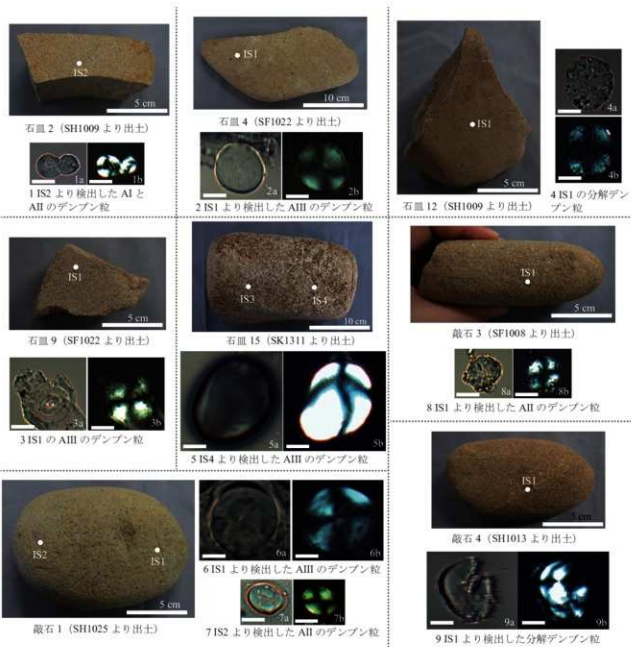 IS2
5 cm
石皿 2（SH1009 より出土）
1a
1b
1 IS2 より検出した AI と
AII のデンプン粒
IS1
10 cm
石皿 4（SF1022 より出土）
2a
2b
2 IS1 より検出した AIII のデンプン粒
IS1
5 cm
石皿 12（SH1009 より出土）
4a
4b
4 IS1 の分解デン
プン粒
IS1
5 cm
石皿 9（SF1022 より出土）
3a
3b
3 IS1 の AIII のデンプン粒
IS3
IS4
10 cm
石皿 15（SK1311 より出土）
5a
5b
5 IS4 より検出した AIII のデンプン粒
IS1
5 cm
敲石 3（SF1008 より出土）
8a
8b
8 IS1 より検出した AII のデンプン粒
IS2
IS1
5 cm
敲石 1（SH1025 より出土）
6a
6b
6 IS1 より検出した AIII のデンプン粒
7a
7b
7 IS2 より検出した AII のデンプン粒
IS1
5 cm
敲石 4（SH1013 より出土）
9a
9b
9 IS1 より検出した分解デンプン粒